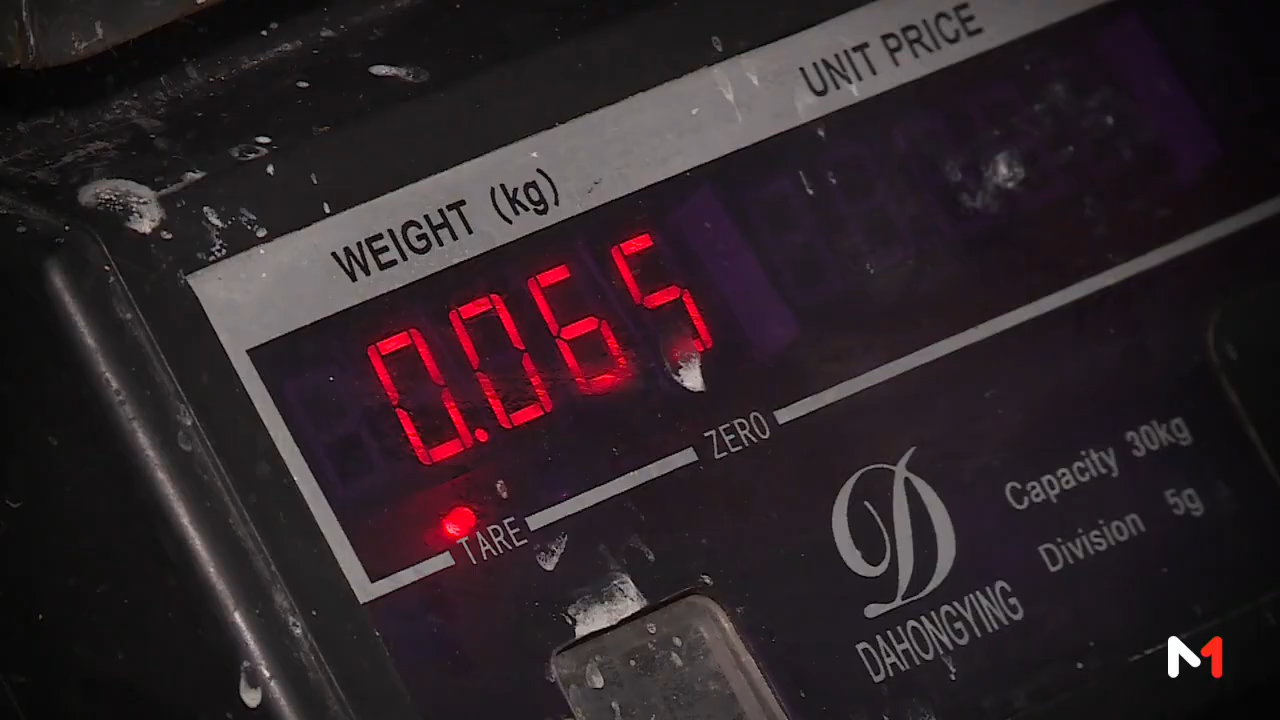 WEIGHT (kg)
UNIT PRICE
0.065
TARE
ZERO
D
Capacity 30kg
Division 5g
DAHONGYING
M1